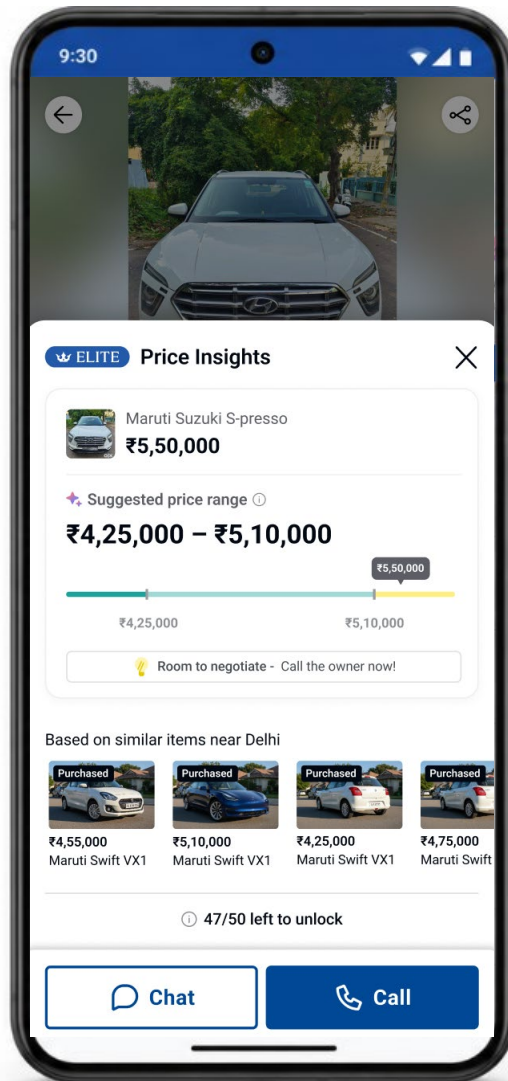 9:30
ELITE Price Insights
Maruti Suzuki S-presso
₹5,50,000
Suggested price range
₹4,25,000 – ₹5,10,000
₹5,50,000
₹4,25,000 ₹5,10,000
Room to negotiate - Call the owner now!
Based on similar items near Delhi
Purchased Purchased Purchased Purchased
₹4,55,000 ₹5,10,000 ₹4,25,000 ₹4,75,000
Maruti Swift VX1 Maruti Swift VX1 Maruti Swift VX1 Maruti Swift
47/50 left to unlock
Chat Call